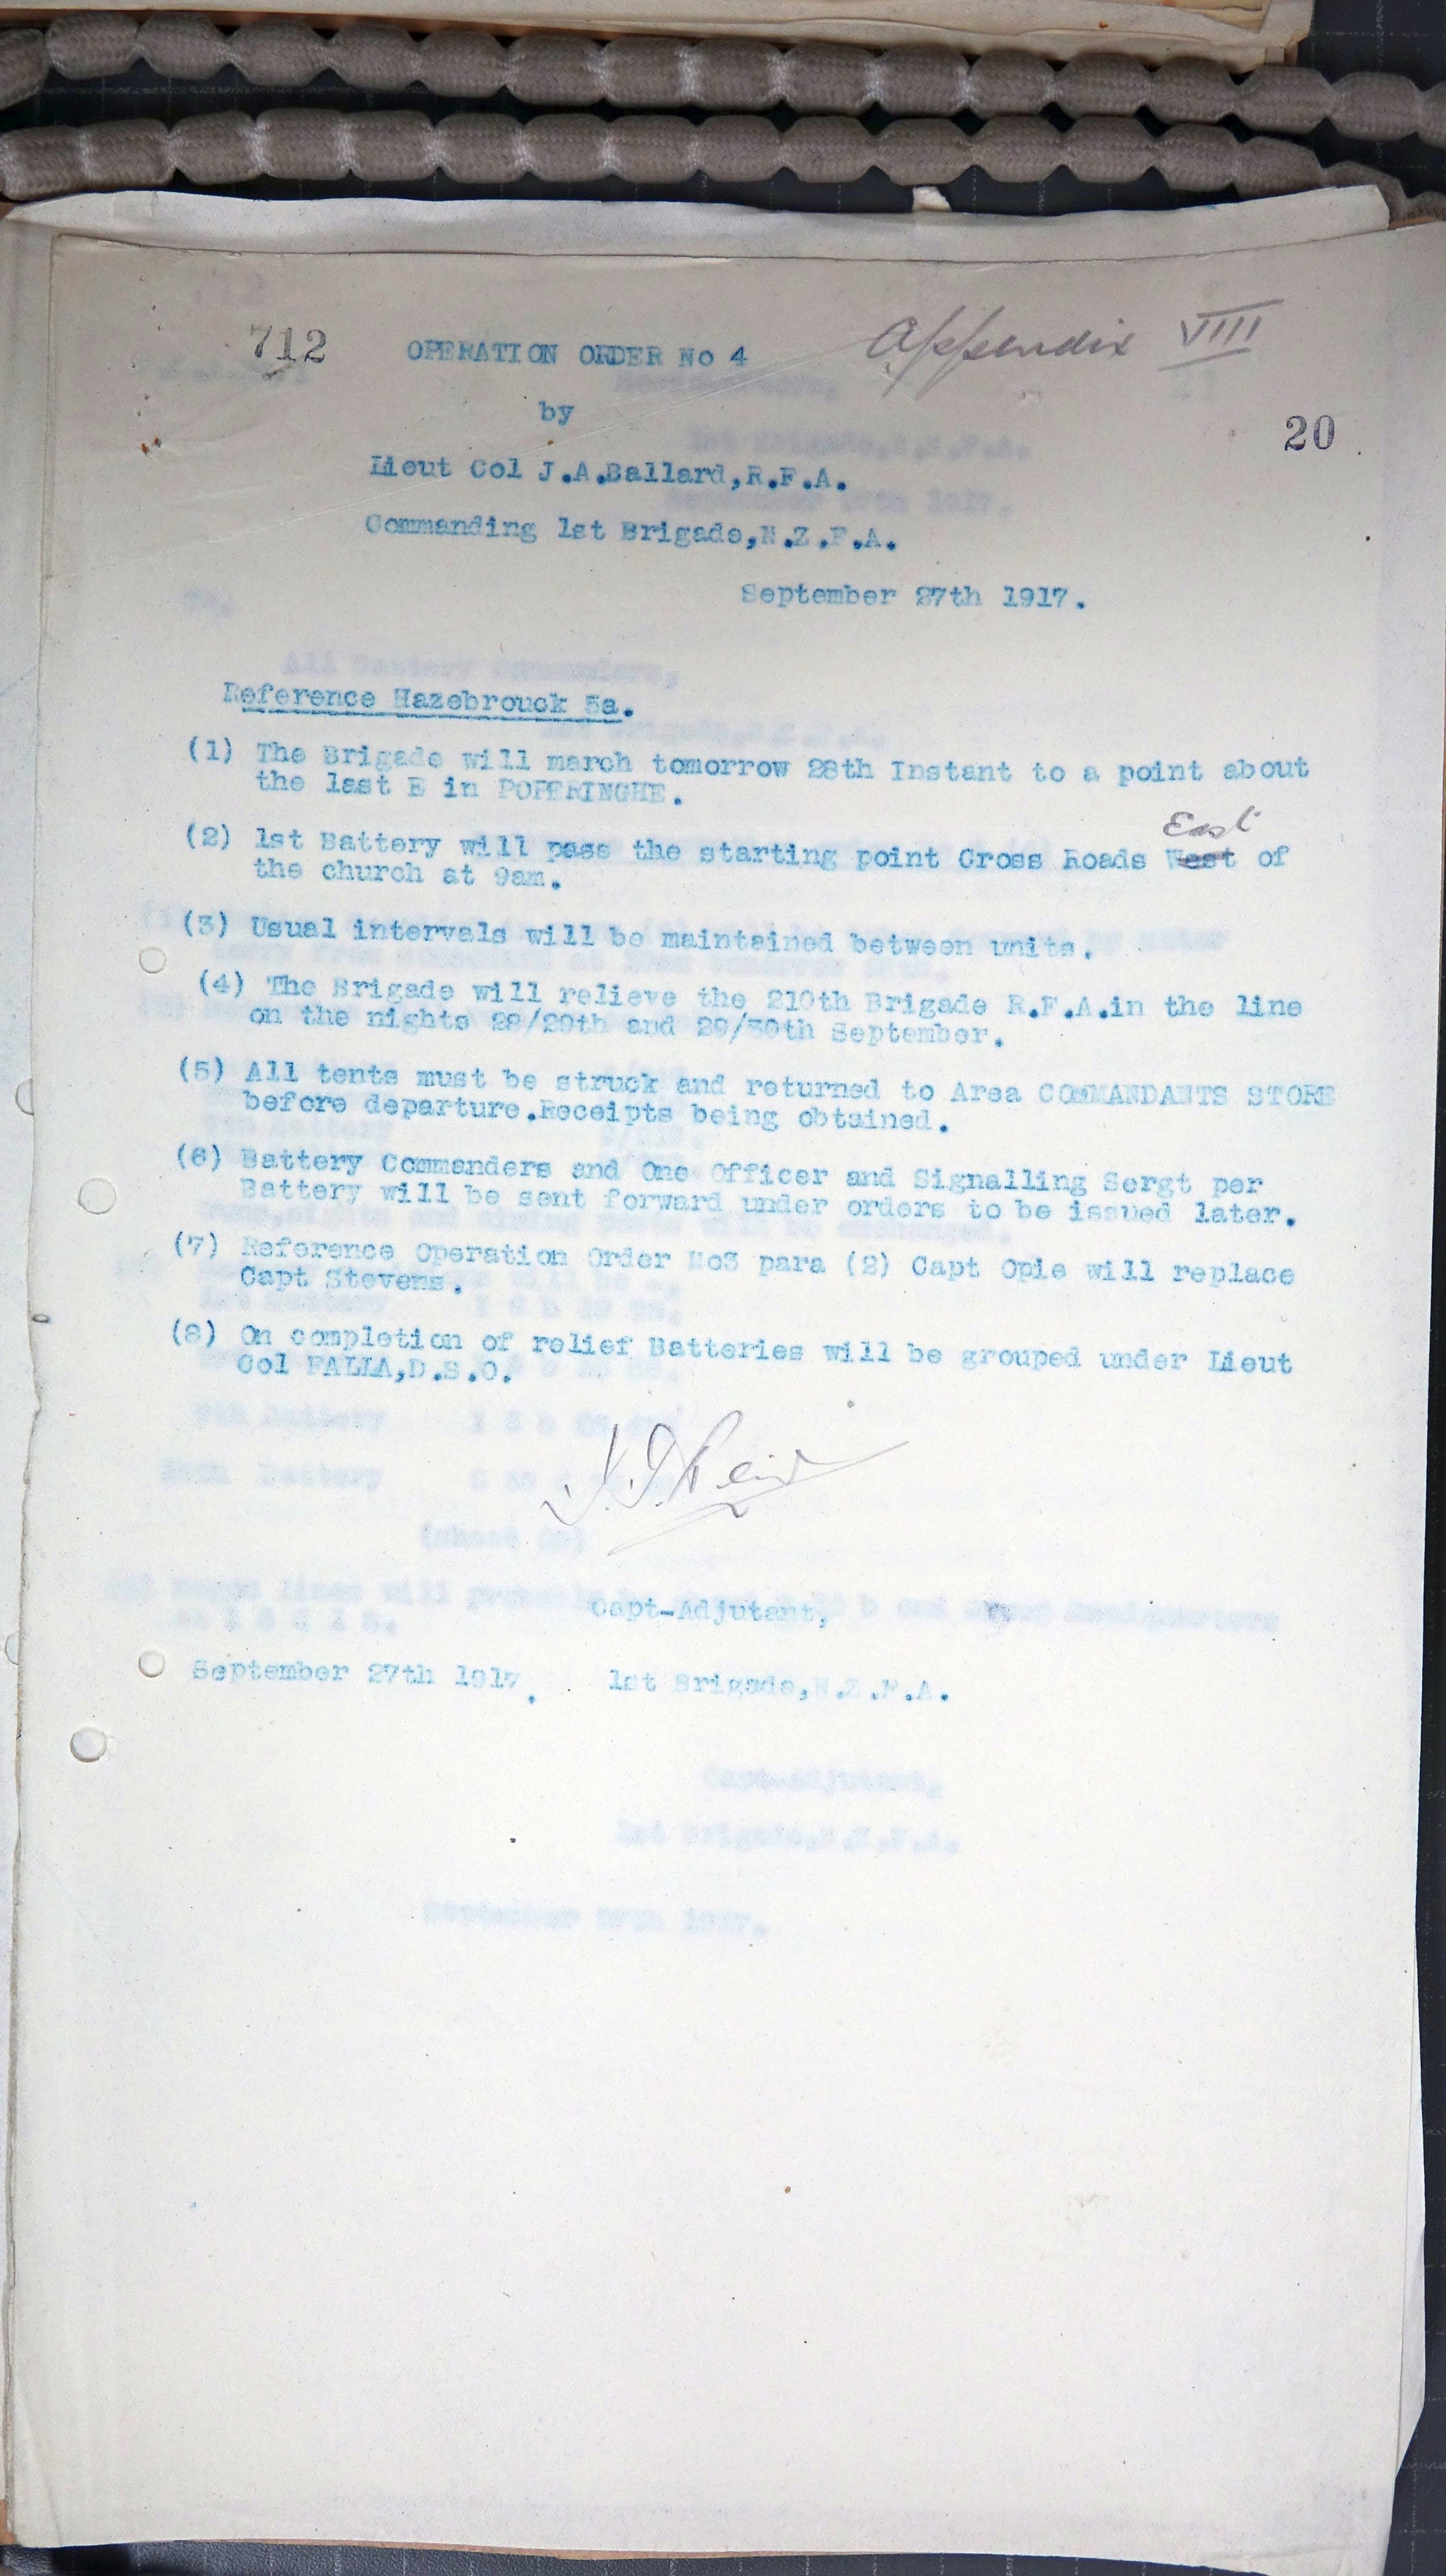 712
OPERATION ORDER No 4
Appendix VIIII
by
20
Lieut Col J.A.Ballard,R.F.A.
Commanding 1st Brigade,N.Z.F.A.
September 27th 1917.
Reference Hazebrouck 5a.
(1) The Brigade will march tomorrow 28th Instant to a point about
the last E in POPERINGHE.
East
(2) 1st Battery will pass the starting point Cross Roads West of
the church at 9am.
(3) Usual intervals will be maintained between units.
(4) The Brigade will relieve the 210th Brigade R.F.A.in the line
on the nights 28/29th and 29/30th September.
(5) All tents must be struck and returned to Area COMMANDANTS STORE
before departure.Receipts being obtained.
(6) Battery Commanders and One Officer and Signalling Sergt per
Battery will be sent forward under orders to be issued later.
(7) Reference Operation Order No3 para (2) Capt Opie will replace
Capt Stevens.
(8) On completion of relief Batteries will be grouped under Lieut
Col FALLA,D.S.O.
Capt-Adjutant,
September 27th 1917. 1st Brigade,N.Z.F.A.